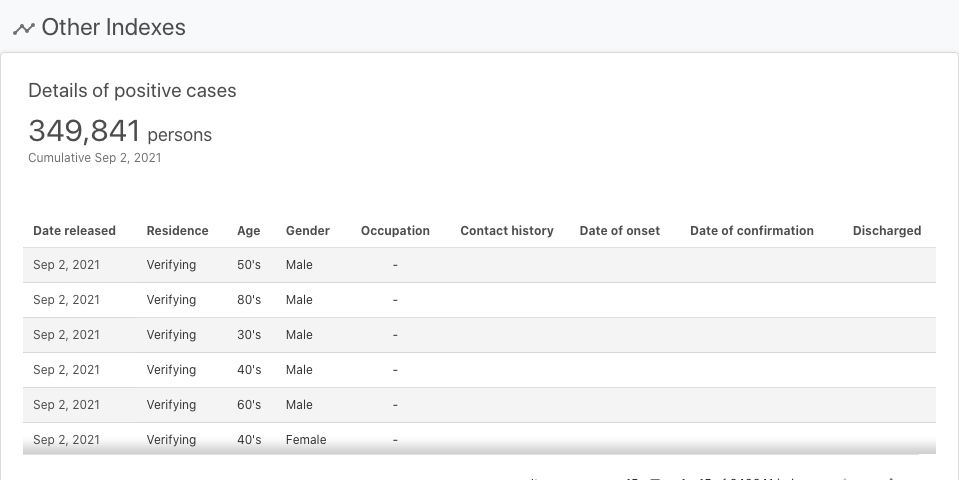 Other Indexes
Details of positive cases
349,841 persons
Cumulative Sep 2, 2021
Date released Residence Age Gender Occupation Contact history Date of onset Date of confirmation Discharged
Sep 2, 2021 Verifying 50's Male -
Sep 2, 2021 Verifying 80's Male -
Sep 2, 2021 Verifying 30's Male -
Sep 2, 2021 Verifying 40's Male -
Sep 2, 2021 Verifying 60's Male -
Sep 2, 2021 Verifying 40's Female -